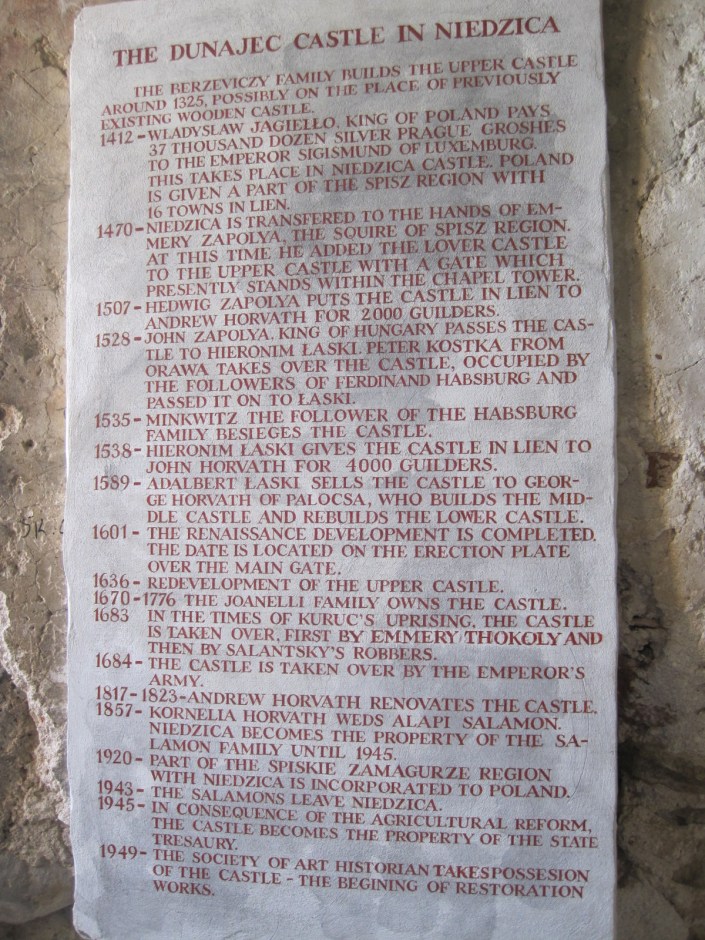 THE DUNAJEC CASTLE IN NIEDZICA
THE BERZEVICZY FAMILY BUILDS THE UPPER CASTLE
AROUND 1325, POSSIBLY ON THE PLACE OF PREVIOUSLY
EXISTING WOODEN CASTLE.
1412 - WŁADYSŁAW JAGIEŁŁO, KING OF POLAND PAYS
37 THOUSAND DOZEN SILVER PRAGUE GROSHES
TO THE EMPEROR SIGISMUND OF LUXEMBURG.
THIS TAKES PLACE IN NIEDZICA CASTLE. POLAND
IS GIVEN A PART OF THE SPISZ REGION WITH
16 TOWNS IN LIEN.
1470 - NIEDZICA IS TRANSFERED TO THE HANDS OF EM-
MERY ZAPOLYA, THE SQUIRE OF SPISZ REGION.
AT THIS TIME HE ADDED THE LOVER CASTLE
TO THE UPPER CASTLE WITH A GATE WHICH
PRESENTLY STANDS WITHIN THE CHAPEL TOWER.
1507 - HEDWIG ZAPOLYA PUTS THE CASTLE IN LIEN TO
ANDREW HORVATH FOR 2000 GUILDERS.
1528 - JOHN ZAPOLYA, KING OF HUNGARY PASSES THE CAS-
TLE TO HIERONIM ŁASKI. PETER KOSTKA FROM
ORAWA TAKES OVER THE CASTLE, OCCUPIED BY
THE FOLLOWERS OF FERDINAND HABSBURG AND
PASSED IT ON TO ŁASKI.
1535 - MINKWITZ THE FOLLOWER OF THE HABSBURG
FAMILY BESIEGES THE CASTLE.
1538 - HIERONIM ŁASKI GIVES THE CASTLE IN LIEN TO
JOHN HORVATH FOR 4000 GUILDERS.
1589 - ADALBERT ŁASKI SELLS THE CASTLE TO GEOR-
GE HORVATH OF PALOCSA, WHO BUILDS THE MID-
DLE CASTLE AND REBUILDS THE LOWER CASTLE.
1601 - THE RENAISSANCE DEVELOPMENT IS COMPLETED.
THE DATE IS LOCATED ON THE ERECTION PLATE
OVER THE MAIN GATE.
1636 - REDEVELOPMENT OF THE UPPER CASTLE.
1670 - 1776 THE JOANELLI FAMILY OWNS THE CASTLE.
1683 IN THE TIMES OF KURUC'S UPRISING, THE CASTLE
IS TAKEN OVER, FIRST BY EMMERY THOKOLY AND
THEN BY SALANTSKY'S ROBBERS.
1684 - THE CASTLE IS TAKEN OVER BY THE EMPEROR'S
ARMY.
1817 - 1823 - ANDREW HORVATH RENOVATES THE CASTLE.
1857 - KORNELIA HORVATH WEDS ALAPI SALAMON.
NIEDZICA BECOMES THE PROPERTY OF THE SA-
LAMON FAMILY UNTIL 1945.
1920 - PART OF THE SPISKIE ZAMAGURZE REGION
WITH NIEDZICA IS INCORPORATED TO POLAND.
1943 - THE SALAMONS LEAVE NIEDZICA.
1945 - IN CONSEQUENCE OF THE AGRICULTURAL REFORM,
THE CASTLE BECOMES THE PROPERTY OF THE STATE
TRESAURY.
1949 - THE SOCIETY OF ART HISTORIAN TAKES POSSESION
OF THE CASTLE - THE BEGINING OF RESTORATION
WORKS.